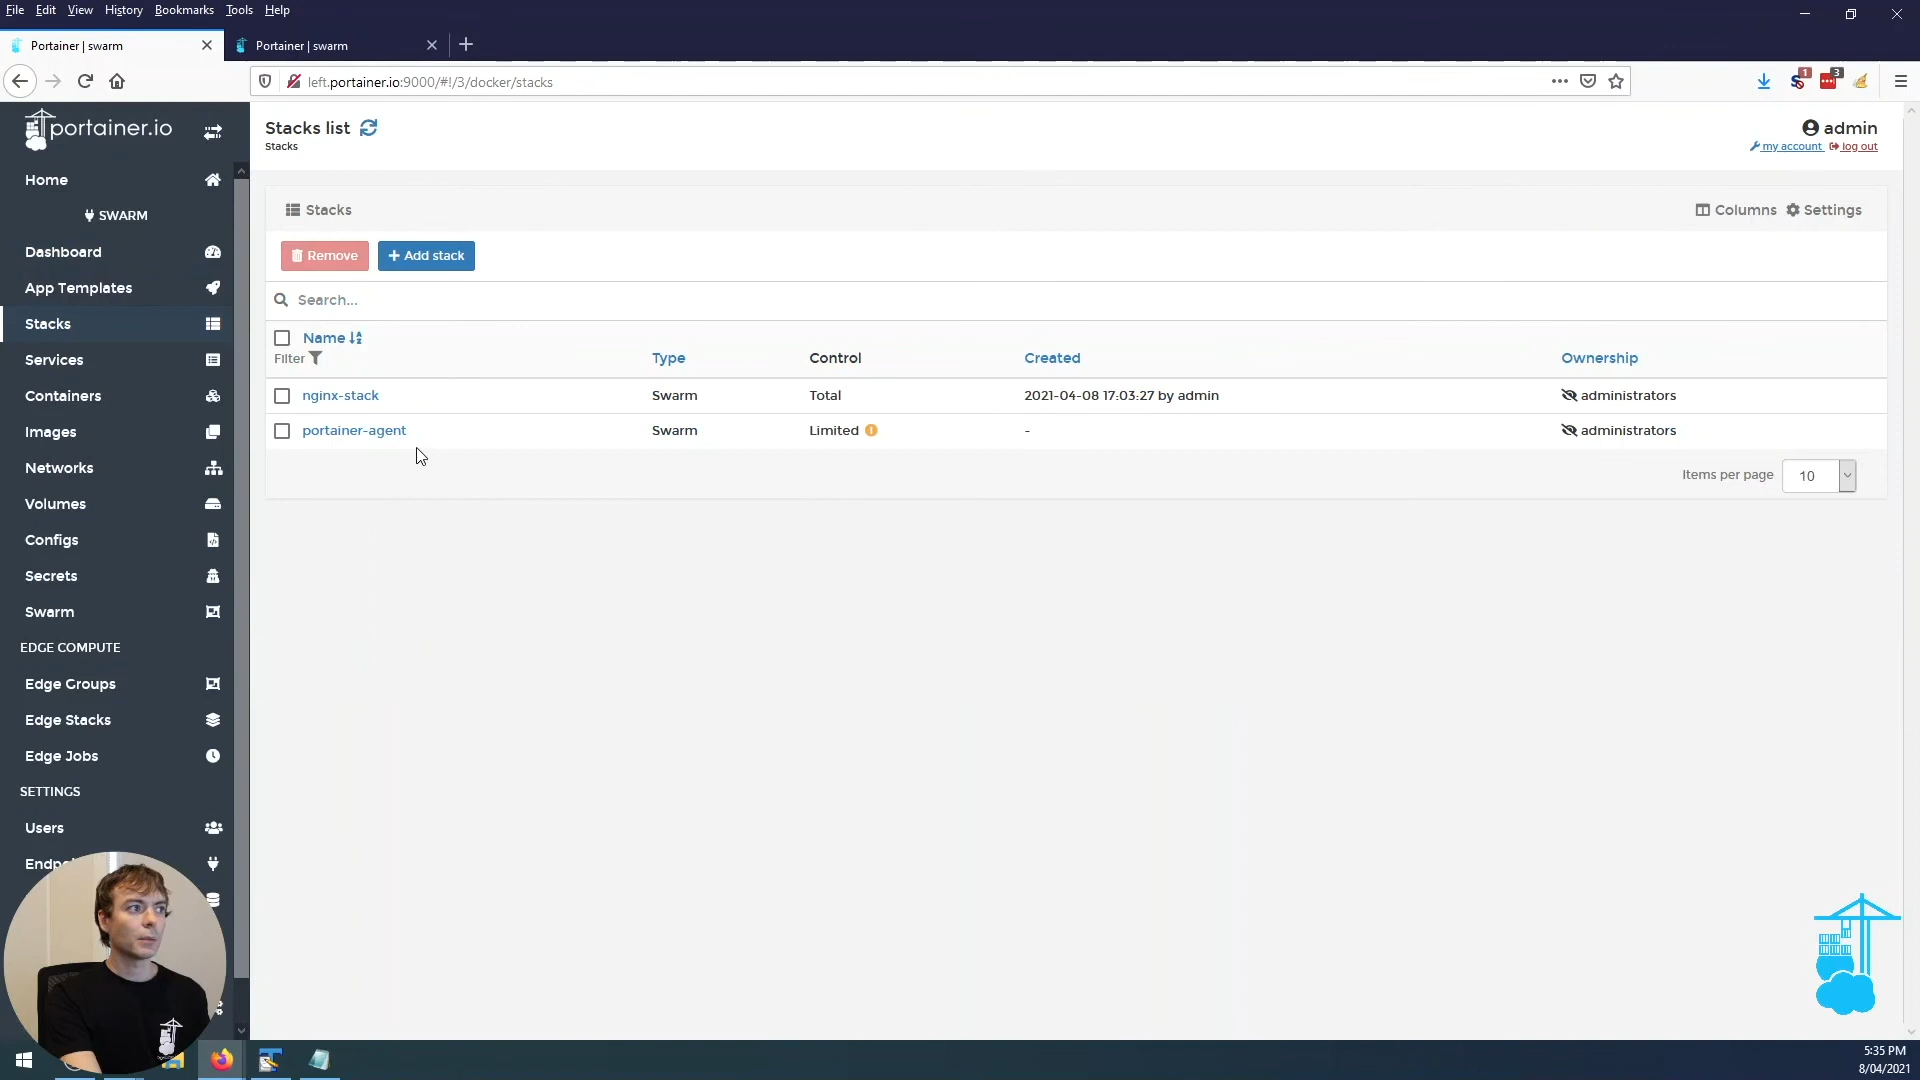 File Edit View History Bookmarks Tools Help
Portainer | swarm
Portainer | swarm
left.portainer.io:9000/#!/3/docker/stacks
1
3
portainer.io
Stacks list
Stacks
admin
my account log out
Home
SWARM
Dashboard
App Templates
Stacks
Services
Containers
Images
Networks
Volumes
Configs
Secrets
Swarm
EDGE COMPUTE
Edge Groups
Edge Stacks
Edge Jobs
SETTINGS
Users
Stacks
Columns Settings
Remove
Add stack
Search...
Name
Filter
Type
Control
Created
Ownership
nginx-stack Swarm Total 2021-04-08 17:03:27 by admin administrators
portainer-agent Swarm Limited - administrators
Items per page 10
5:35 PM
8/04/2021